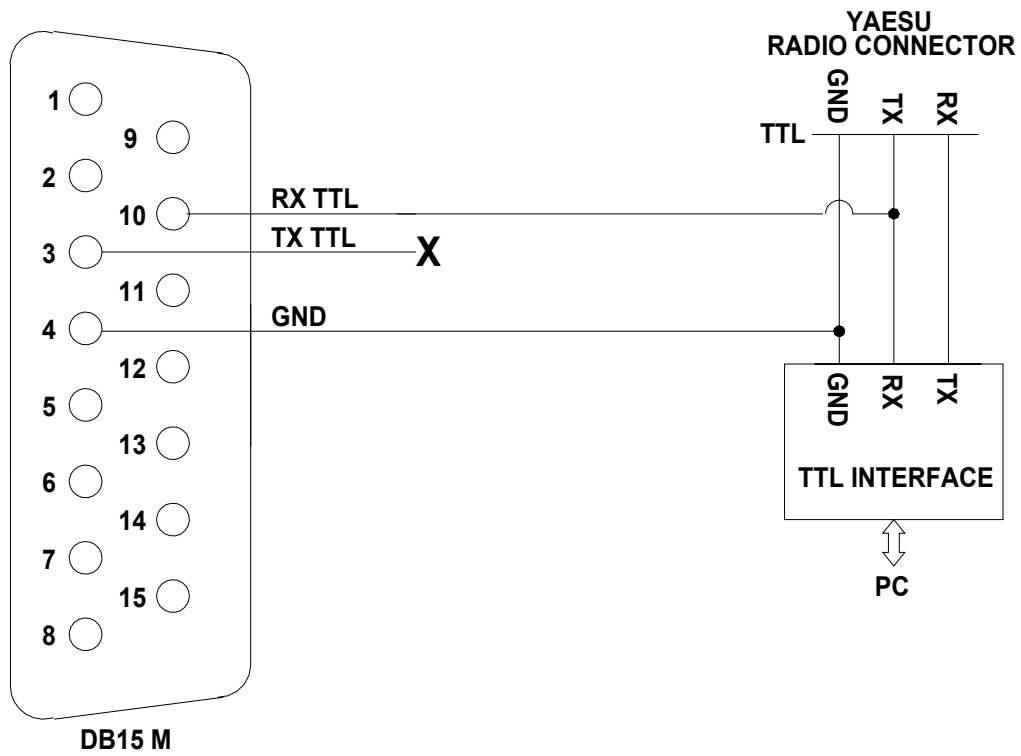 YAESU
RADIO CONNECTOR
GND TX RX
TTL
1
9
2
10 RX TTL
3 TX TTL X
11
4 GND
12
GND RX TX
5
13
TTL INTERFACE
6
14
7
PC
15
8
DB15 M